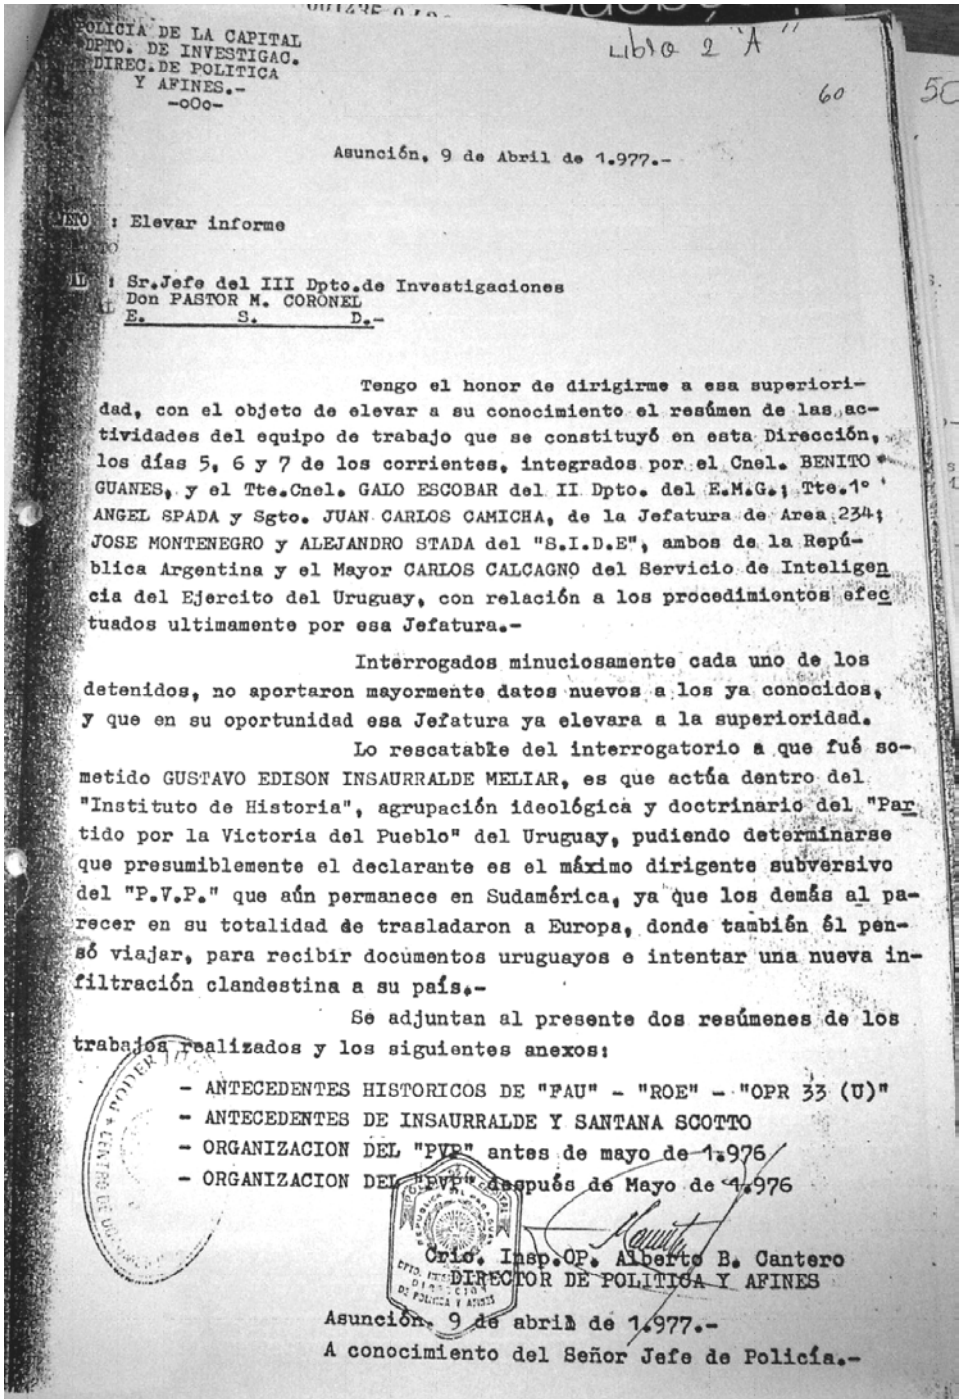 POLICIA DE LA CAPITAL
DPTO. DE INVESTIGAC.
DIREC. DE POLITICA
Y AFINES.-
-oOo-
Libro 2 "A"
60
50
Asunción, 9 de Abril de 1.977.-
: Elevar informe
AL : Sr.Jefe del III Dpto.de Investigaciones
Don PASTOR M. CORONEL
E. S. D.-
Tengo el honor de dirigirme a esa superiori-
dad, con el objeto de elevar a su conocimiento el resúmen de las ac-
tividades del equipo de trabajo que se constituyó en esta Dirección,
los días 5, 6 y 7 de los corrientes, integrados por el Cnel. BENITO
GUANES, y el Tte.Cnel. GALO ESCOBAR del II Dpto. del E.M.G.; Tte.1º
ANGEL SPADA y Sgto. JUAN CARLOS CAMICHA, de la Jefatura de Area 234;
JOSE MONTENEGRO y ALEJANDRO STADA del "S.I.D.E", ambos de la Repú-
blica Argentina y el Mayor CARLOS CALCAGNO del Servicio de Inteligen
cia del Ejercito del Uruguay, con relación a los procedimientos efec
tuados ultimamente por esa Jefatura.-
Interrogados minuciosamente cada uno de los
detenidos, no aportaron mayormente datos nuevos a los ya conocidos,
y que en su oportunidad esa Jefatura ya elevara a la superioridad.
Lo rescatable del interrogatorio a que fué so-
metido GUSTAVO EDISON INSAURRALDE MELIAR, es que actúa dentro del
"Instituto de Historia", agrupación ideológica y doctrinario del "Par
tido por la Victoria del Pueblo" del Uruguay, pudiendo determinarse
que presumiblemente el declarante es el máximo dirigente subversivo
del "P.V.P." que aún permanece en Sudamérica, ya que los demás al pa-
recer en su totalidad de trasladaron a Europa, donde también él pen-
só viajar, para recibir documentos uruguayos e intentar una nueva in-
filtración clandestina a su país.-
Se adjuntan al presente dos resúmenes de los
trabajos realizados y los siguientes anexos:
- ANTECEDENTES HISTORICOS DE "FAU" - "ROE" - "OPR 33 (U)"
- ANTECEDENTES DE INSAURRALDE Y SANTANA SCOTTO
- ORGANIZACION DEL "PVP" antes de mayo de 1.976
- ORGANIZACION DEL "PVP" después de Mayo de 1.976
Crio. Insp.OP. Alberto B. Cantero
DIRECTOR DE POLITICA Y AFINES
Asunción, 9 de abril de 1.977.-
A conocimiento del Señor Jefe de Policía.-